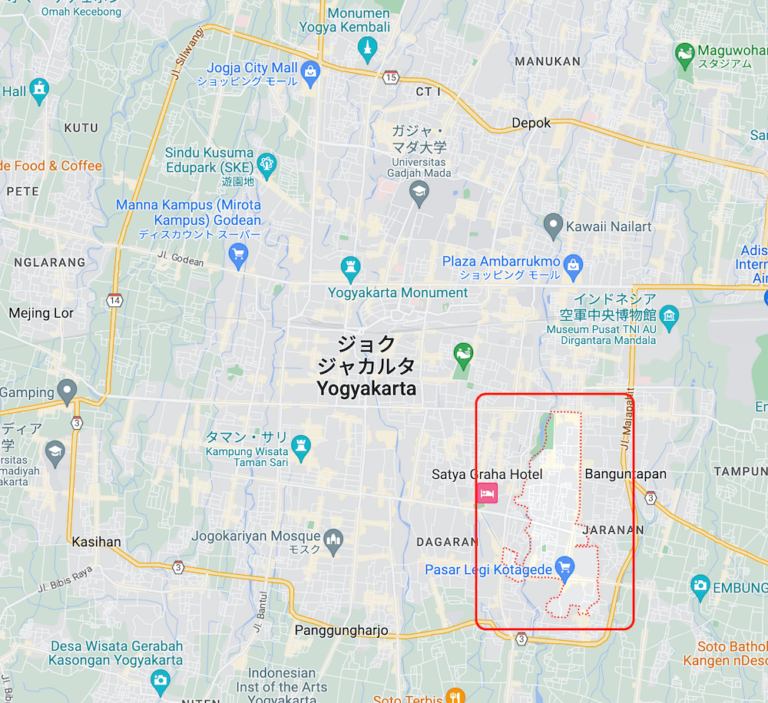 Omah Kecebong
Monumen
Yogya Kembali
Jl. Siliwangi
Jogja City Mall
ショッピング モール
15
MANUKAN
Maguwohar
スタジアム
CT I
Hall
KUTU
Depok
ガジャ・
マダ大学
Universitas
Gadjah Mada
Sindu Kusuma
Edupark (SKE)
遊園地
de Food & Coffee
PETE
Manna Kampus (Mirota
Kampus) Godean
ディスカウント スーパー
Kawaii Nailart
Jl. Godean
NGLARANG
Plaza Ambarrukmo
ショッピング モール
Adis
Intern
Ai
Yogyakarta Monument
14
Mejing Lor
インドネシア
空軍中央博物館
Museum Pusat TNI AU
Dirgantara Mandala
ジョク
ジャカルタ
Yogyakarta
Gamping
3
Jl. Majapahit
ディア
学
rsitas
madiyah
karta
タマン・サリ
Kampung Wisata
Taman Sari
Satya Graha Hotel
Banguntapan
TAMPUN
3
Kasihan
Jogokariyan Mosque
モスク
DAGARAN
JARANAN
3
Pasar Legi Kotagede
Jl. Bibis Raya
Jl. Bantul
EMBUNG
Panggungharjo
3
Desa Wisata Gerabah
Kasongan Yogyakarta
Soto Bathol
Kangen nDeso
Indonesian
Inst of the Arts
Yogyakarta
Jl. Bib
NITEN
Soto Terbis